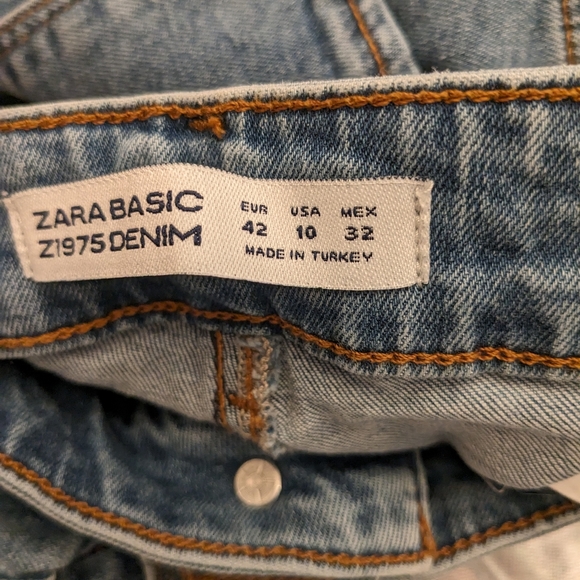 ZARA BASIC
Z1975 DENIM
EUR USA MEX
42 10 32
MADE IN TURKEY